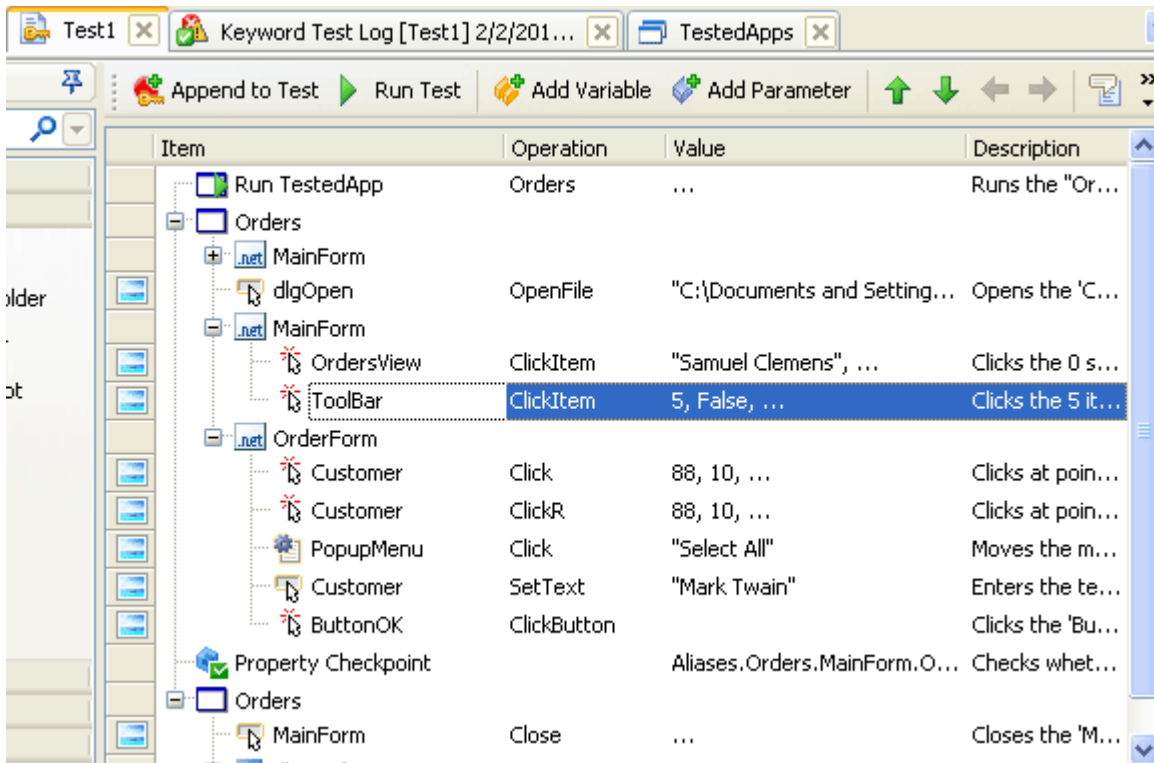 Test1 Keyword Test Log [Test1] 2/2/201... TestedApps
Append to Test Run Test Add Variable Add Parameter
Item Operation Value Description
Run TestedApp Orders ... Runs the "Or...
Orders
.net MainForm
older dlgOpen OpenFile "C:\Documents and Setting... Opens the 'C...
.net MainForm
OrdersView ClickItem "Samuel Clemens", ... Clicks the 0 s...
ot ToolBar ClickItem 5, False, ... Clicks the 5 it...
.net OrderForm
Customer Click 88, 10, ... Clicks at poin...
Customer ClickR 88, 10, ... Clicks at poin...
PopupMenu Click "Select All" Moves the m...
Customer SetText "Mark Twain" Enters the te...
ButtonOK ClickButton Clicks the 'Bu...
Property Checkpoint Aliases.Orders.MainForm.O... Checks whet...
Orders
MainForm Close ... Closes the 'M...